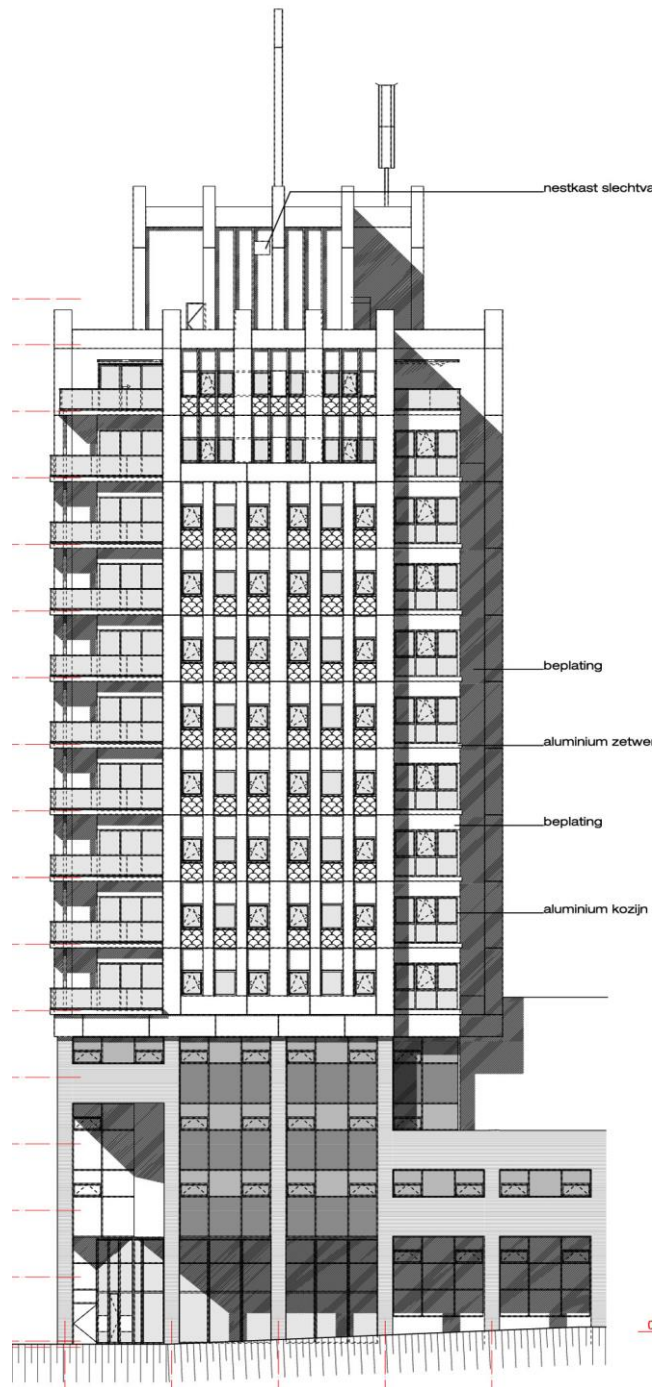 nestkast slechtva
beplating
aluminium zetwer
beplating
aluminium kozijn